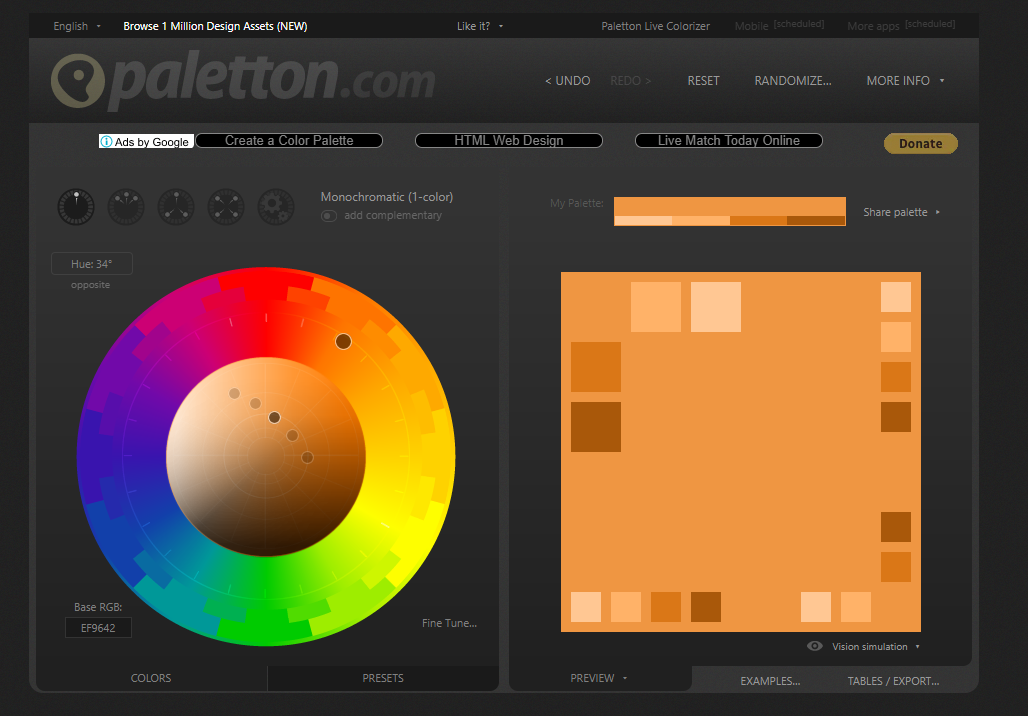 English
Browse 1 Million Design Assets (NEW)
Like it?
Paletton Live Colorizer
Mobile [scheduled]
More apps [scheduled]
paletton.com
< UNDO
REDO >
RESET
RANDOMIZE...
MORE INFO
Ads by Google
Create a Color Palette
HTML Web Design
Live Match Today Online
Donate
Monochromatic (1-color)
add complementary
My Palette:
Share palette
Hue: 34°
opposite
Base RGB:
EF9642
Fine Tune...
Vision simulation
COLORS
PRESETS
PREVIEW
EXAMPLES...
TABLES / EXPORT...